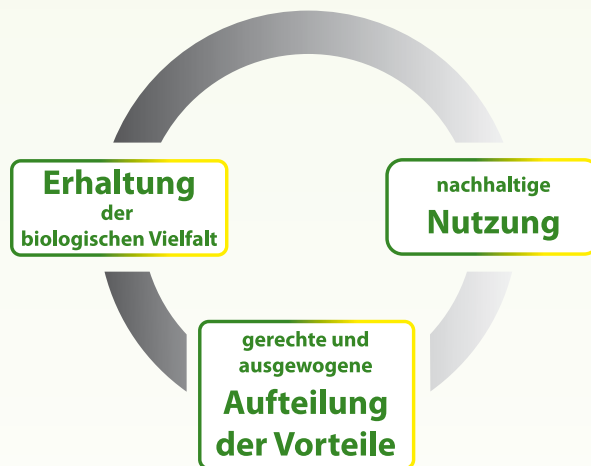 Erhaltung
der
biologischen Vielfalt
nachhaltige
Nutzung
gerechte und
ausgewogene
Aufteilung
der Vorteile